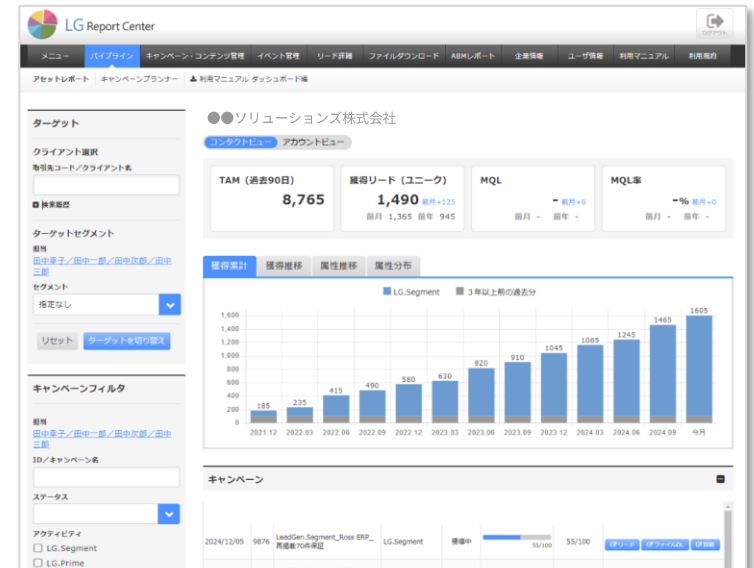 LG Report Center
ログアウト
メニュー パイプライン キャンペーン・コンテンツ管理 イベント管理 リード詳細 ファイルダウンロード ABMレポート 企業情報 ユーザ情報 利用マニュアル 利用規約
アセットレポート キャンペーンプランナー 利用マニュアル ダッシュボード編
ターゲット
クライアント選択
取引先コード/クライアント名
検索履歴
ターゲットセグメント
担当
田中幸子/田中一郎/田中次郎/田中
三郎
セグメント
指定なし
リセット ターゲットを切り替え
キャンペーンフィルタ
担当
田中幸子/田中一郎/田中次郎/田中
三郎
ID/キャンペーン名
ステータス
アクティビティ
LG.Segment
LG.Prime
●●ソリューションズ株式会社
コンタクトビュー アカウントビュー
TAM (過去90日)
8,765
獲得リード (ユニーク)
1,490 前月+125
前月 1,365 前年 945
MQL
- 前月+0
前月 - 前年 -
MQL率
-% 前月+0
前月 - 前年 -
獲得累計 獲得推移 属性推移 属性分布
LG.Segment 3年以上前の過去分
1,600
1,400
1,200
1,000
800
600
400
200
0
185 235 415 490 580 630 820 910 1045 1065 1245 1465 1605
2021.12 2022.03 2022.06 2022.09 2022.12 2023.03 2023.06 2023.09 2023.12 2024.03 2024.06 2024.09 今月
キャンペーン
2024/12/05 9876 LeadGen.Segment_Ross ERP_
再掲載70件保証
LG.Segment 獲得中 55/100 55/100 リード ファイルDL 詳細